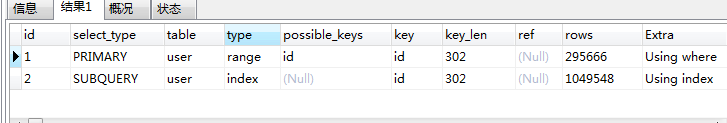 信息 结果1 概况 状态
id select_type table type possible_keys key key_len ref rows Extra
1 PRIMARY user range id id 302 (Null) 295666 Using where
2 SUBQUERY user index (Null) id 302 (Null) 1049548 Using index